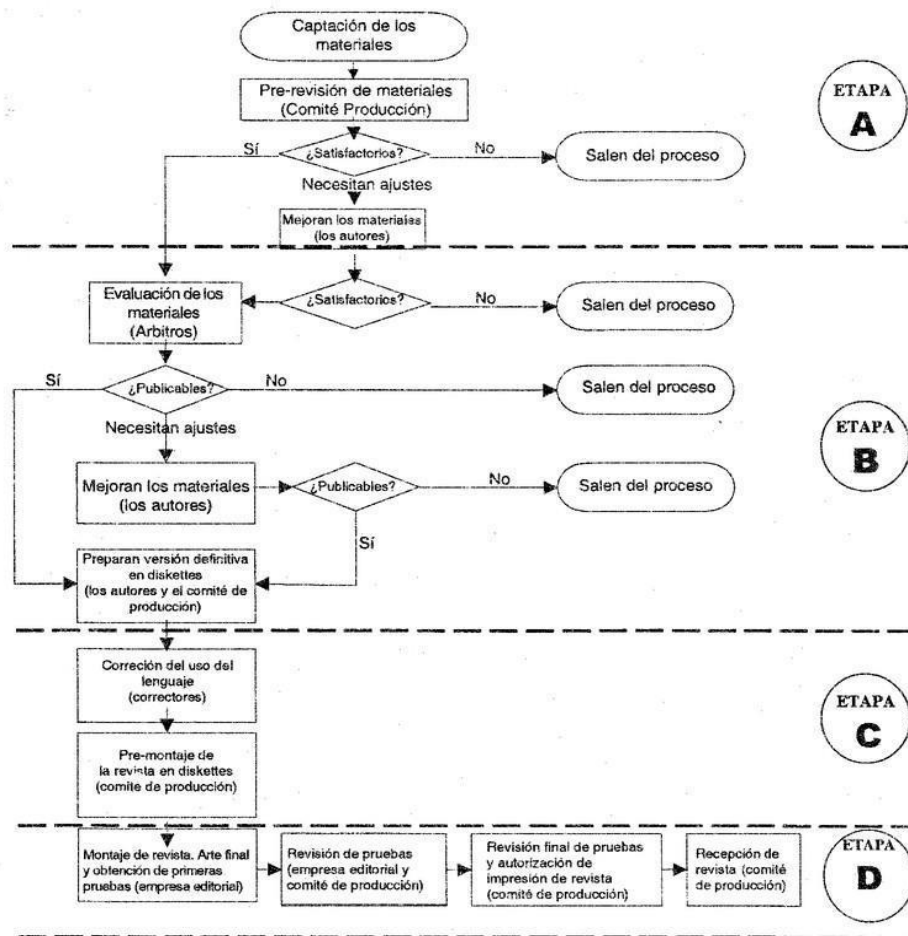 Captación de los
materiales
Pre-revisión de materiales
(Comité Producción)
ETAPA
A
Sí
¿Satisfactorios?
No
Salen del proceso
Necesitan ajustes
Mejoran los materiales
(los autores)
Evaluación de los
materiales
(Arbitros)
¿Satisfactorios?
No
Salen del proceso
Sí
¿Publicables?
No
Salen del proceso
Necesitan ajustes
ETAPA
B
Mejoran los materiales
(los autores)
¿Publicables?
No
Salen del proceso
Sí
Preparan versión definitiva
en diskettes
(los autores y el comité de
producción)
Correción del uso del
lenguaje
(correctores)
ETAPA
C
Pre-montaje de
la revista en diskettes
(comite de producción)
Montaje de revista. Arte final
y obtención de primeras
pruebas (empresa editorial)
Revisión de pruebas
(empresa editorial y
comité de producción)
Revisión final de pruebas
y autorización de
impresión de revista
(comité de producción)
Recepción de
revista (comité
de producción)
ETAPA
D